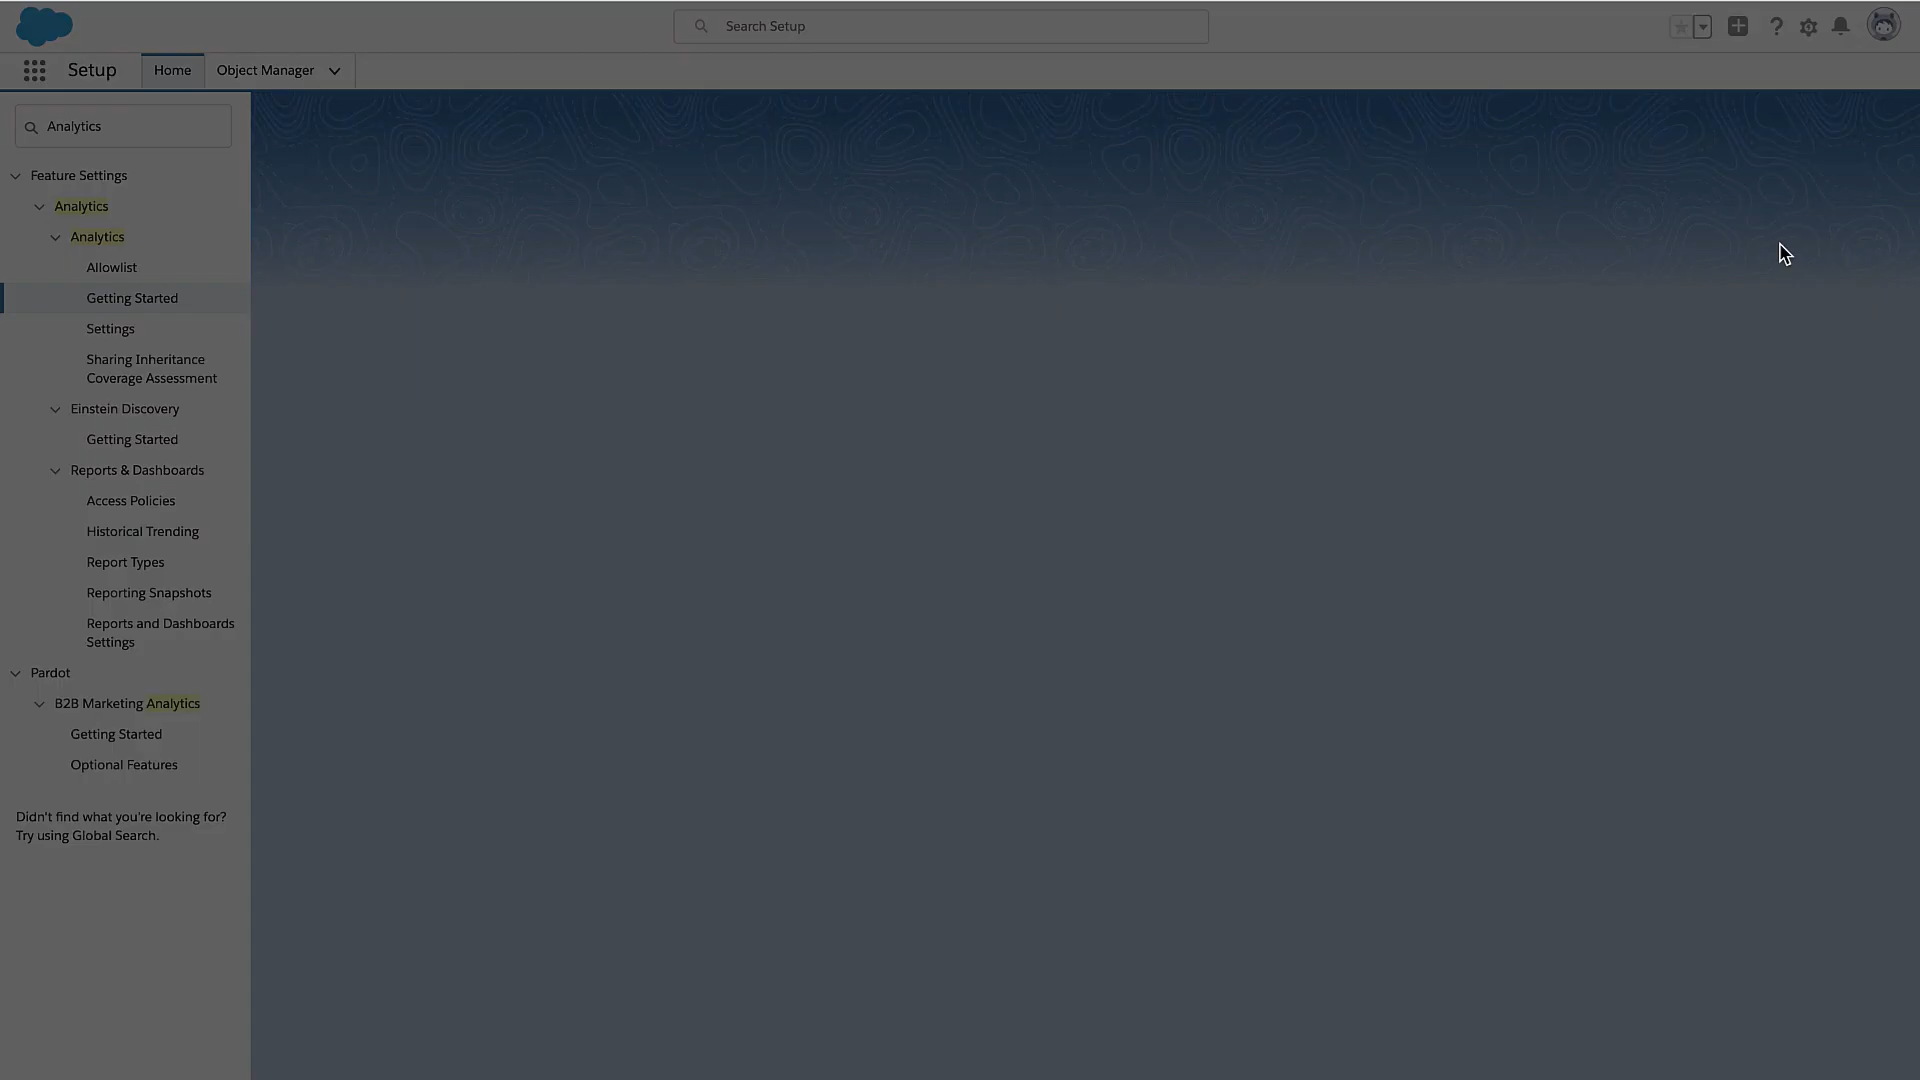 Search Setup
Setup
Home
Object Manager
Analytics
Feature Settings
Analytics
Analytics
Allowlist
Getting Started
Settings
Sharing Inheritance
Coverage Assessment
Einstein Discovery
Getting Started
Reports & Dashboards
Access Policies
Historical Trending
Report Types
Reporting Snapshots
Reports and Dashboards
Settings
Pardot
B2B Marketing Analytics
Getting Started
Optional Features
Didn't find what you're looking for?
Try using Global Search.